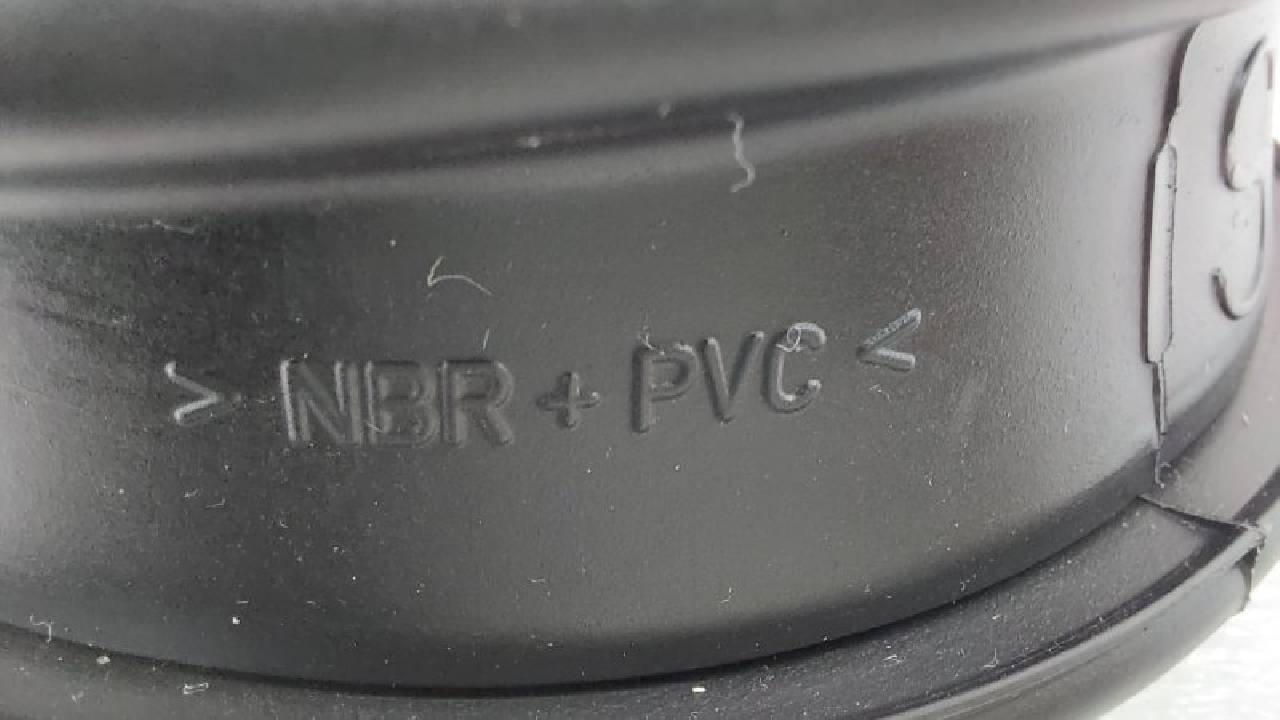 > NBR + PVC <